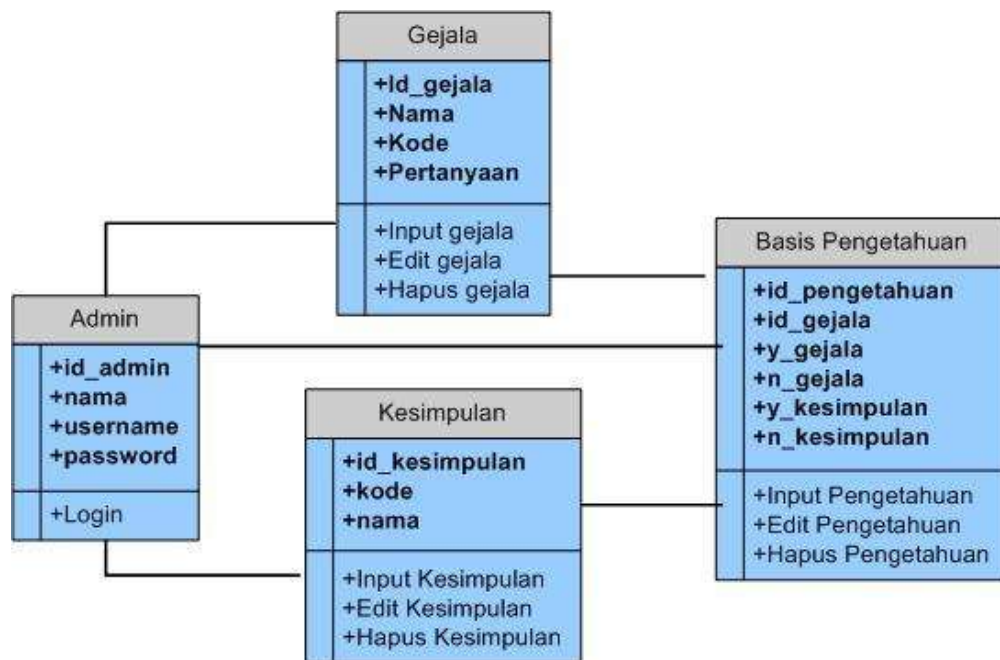 Gejala
+Id_gejala
+Nama
+Kode
+Pertanyaan
+Input gejala
+Edit gejala
+Hapus gejala
Admin
+id_admin
+nama
+username
+password
+Login
Kesimpulan
+id_kesimpulan
+kode
+nama
+Input Kesimpulan
+Edit Kesimpulan
+Hapus Kesimpulan
Basis Pengetahuan
+id_pengetahuan
+id_gejala
+y_gejala
+n_gejala
+y_kesimpulan
+n_kesimpulan
+Input Pengetahuan
+Edit Pengetahuan
+Hapus Pengetahuan